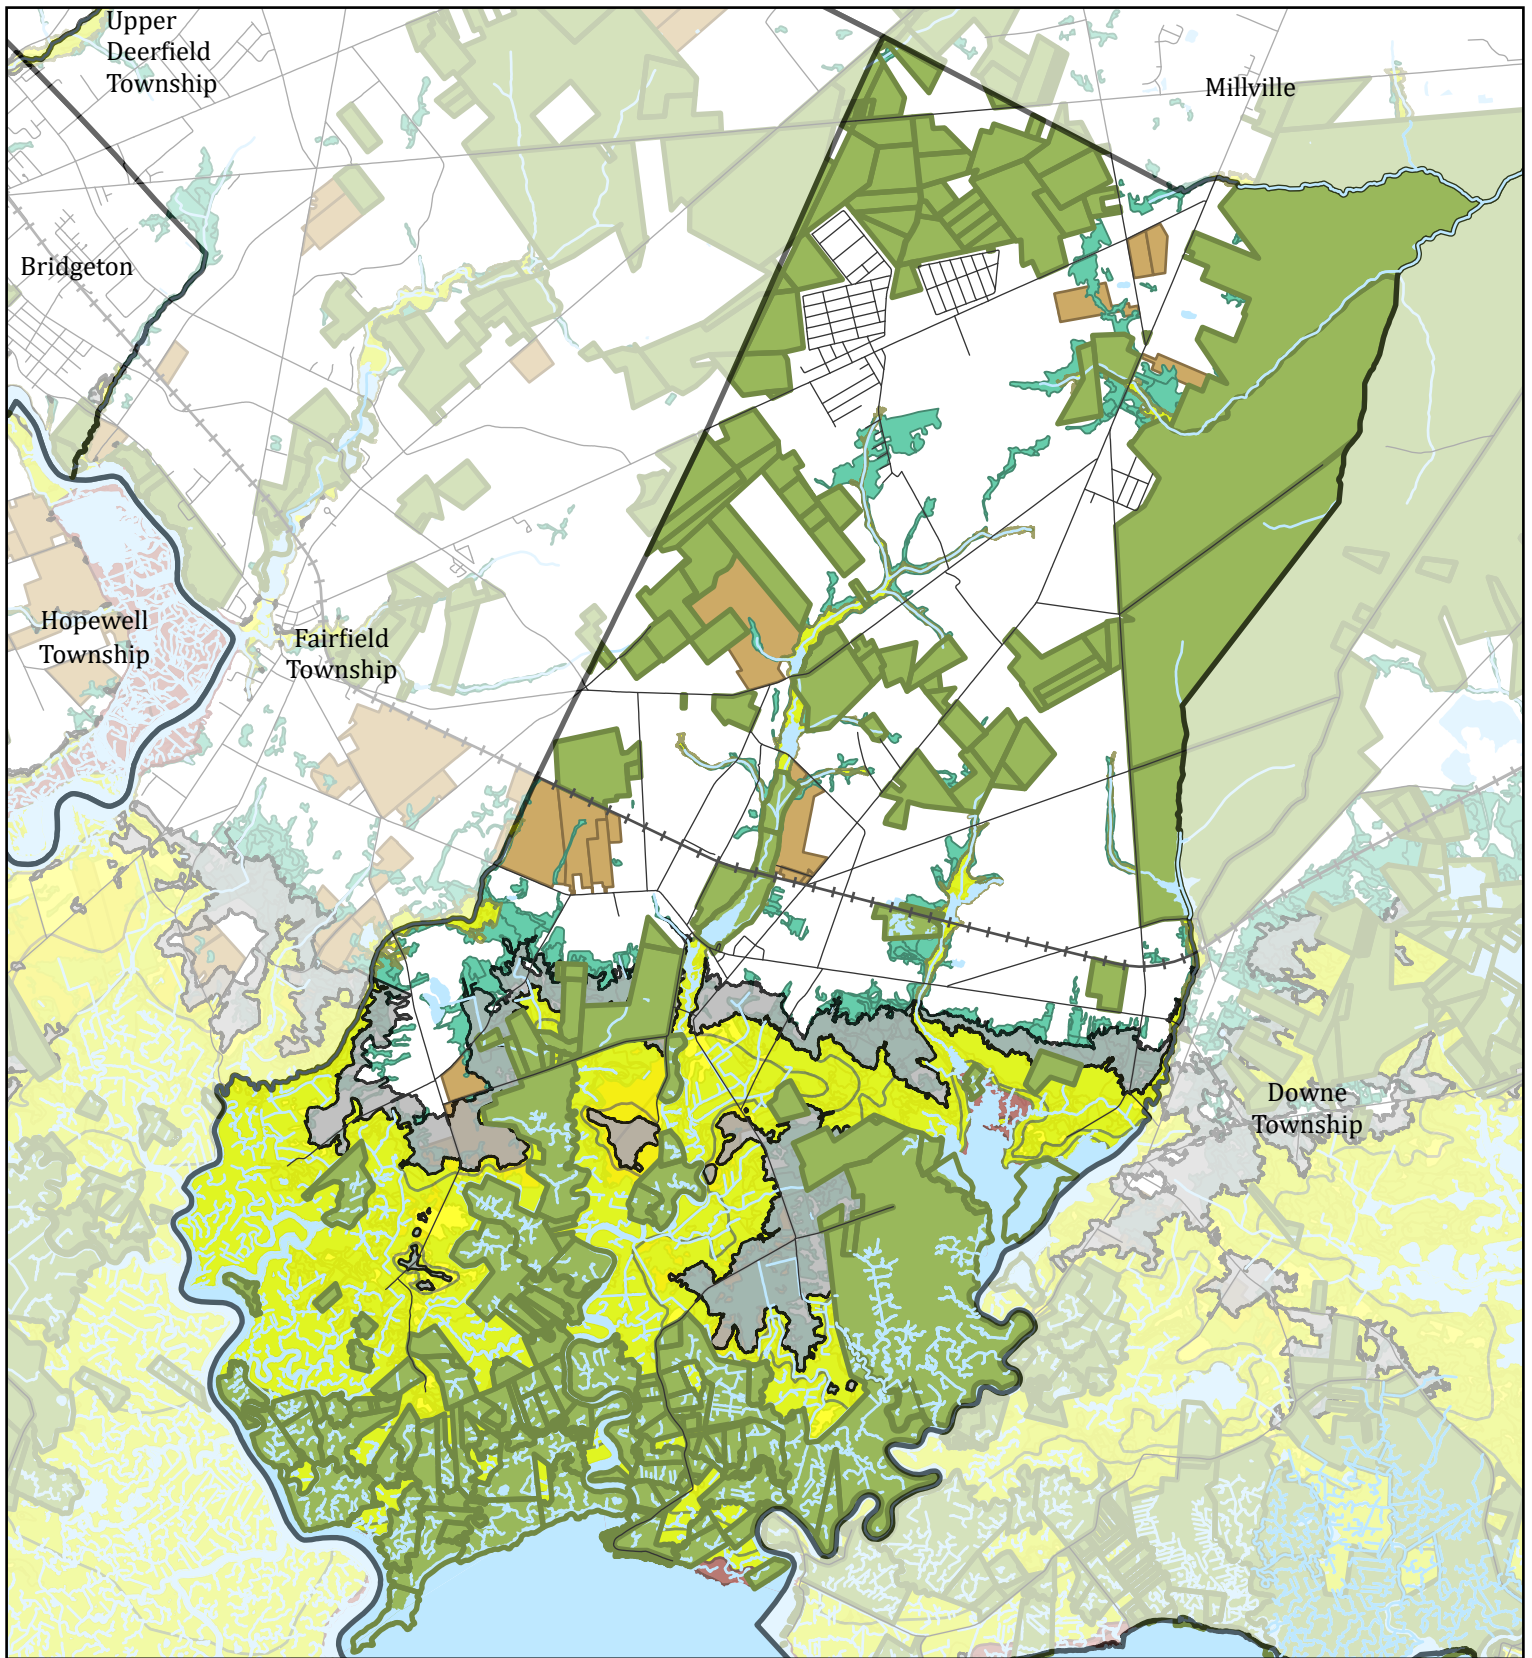 Upper
Deerfield
Township
Millville
Bridgeton
Hopewell
Township
Fairfield
Township
Downe
Township